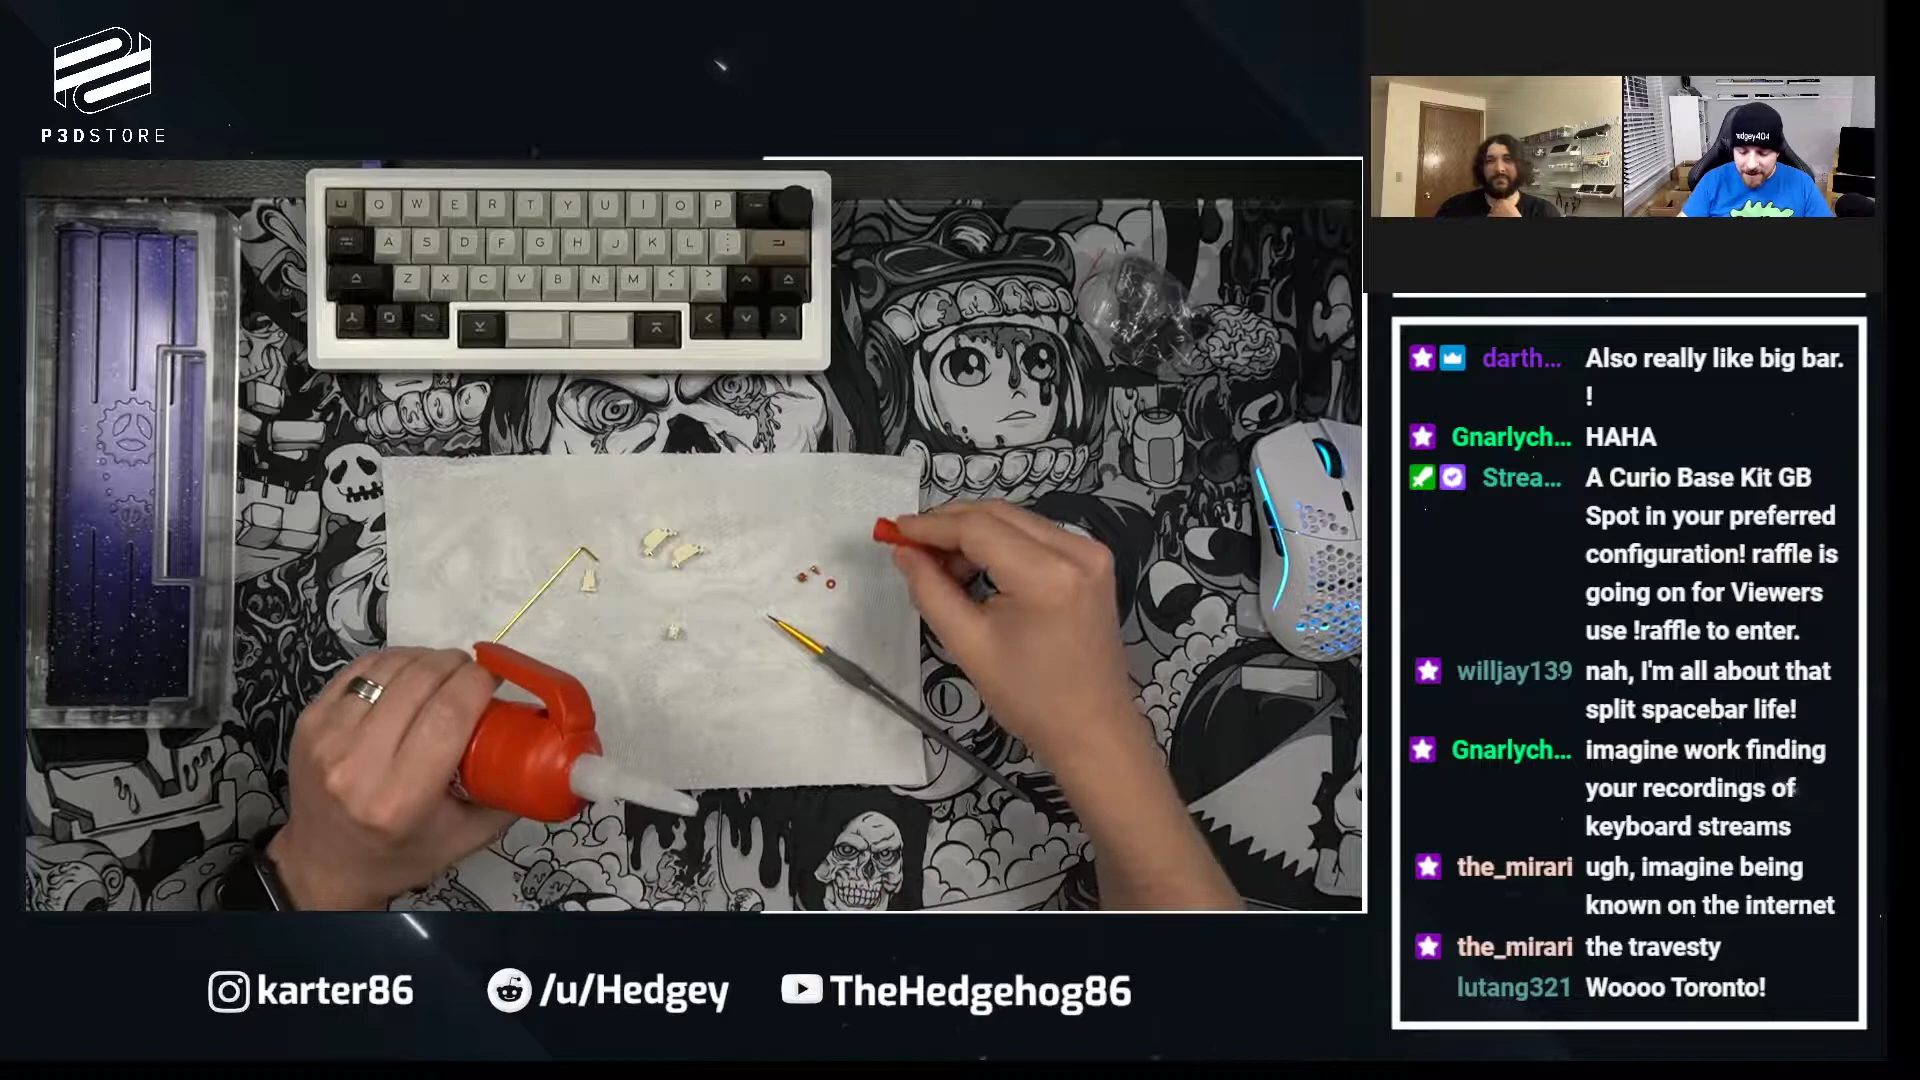 P3DSTORE
Q W E R T Y U I O P
A S D F G H J K L
Z X C V B N M
hedgey404
darth... Also really like big bar.
!
Gnarlych... HAHA
Strea... A Curio Base Kit GB
Spot in your preferred
configuration! raffle is
going on for Viewers
use !raffle to enter.
willjay139 nah, I'm all about that
split spacebar life!
Gnarlych... imagine work finding
your recordings of
keyboard streams
the_mirari ugh, imagine being
known on the internet
the_mirari the travesty
lutang321 Woooo Toronto!
karter86 /u/Hedgey TheHedgehog86